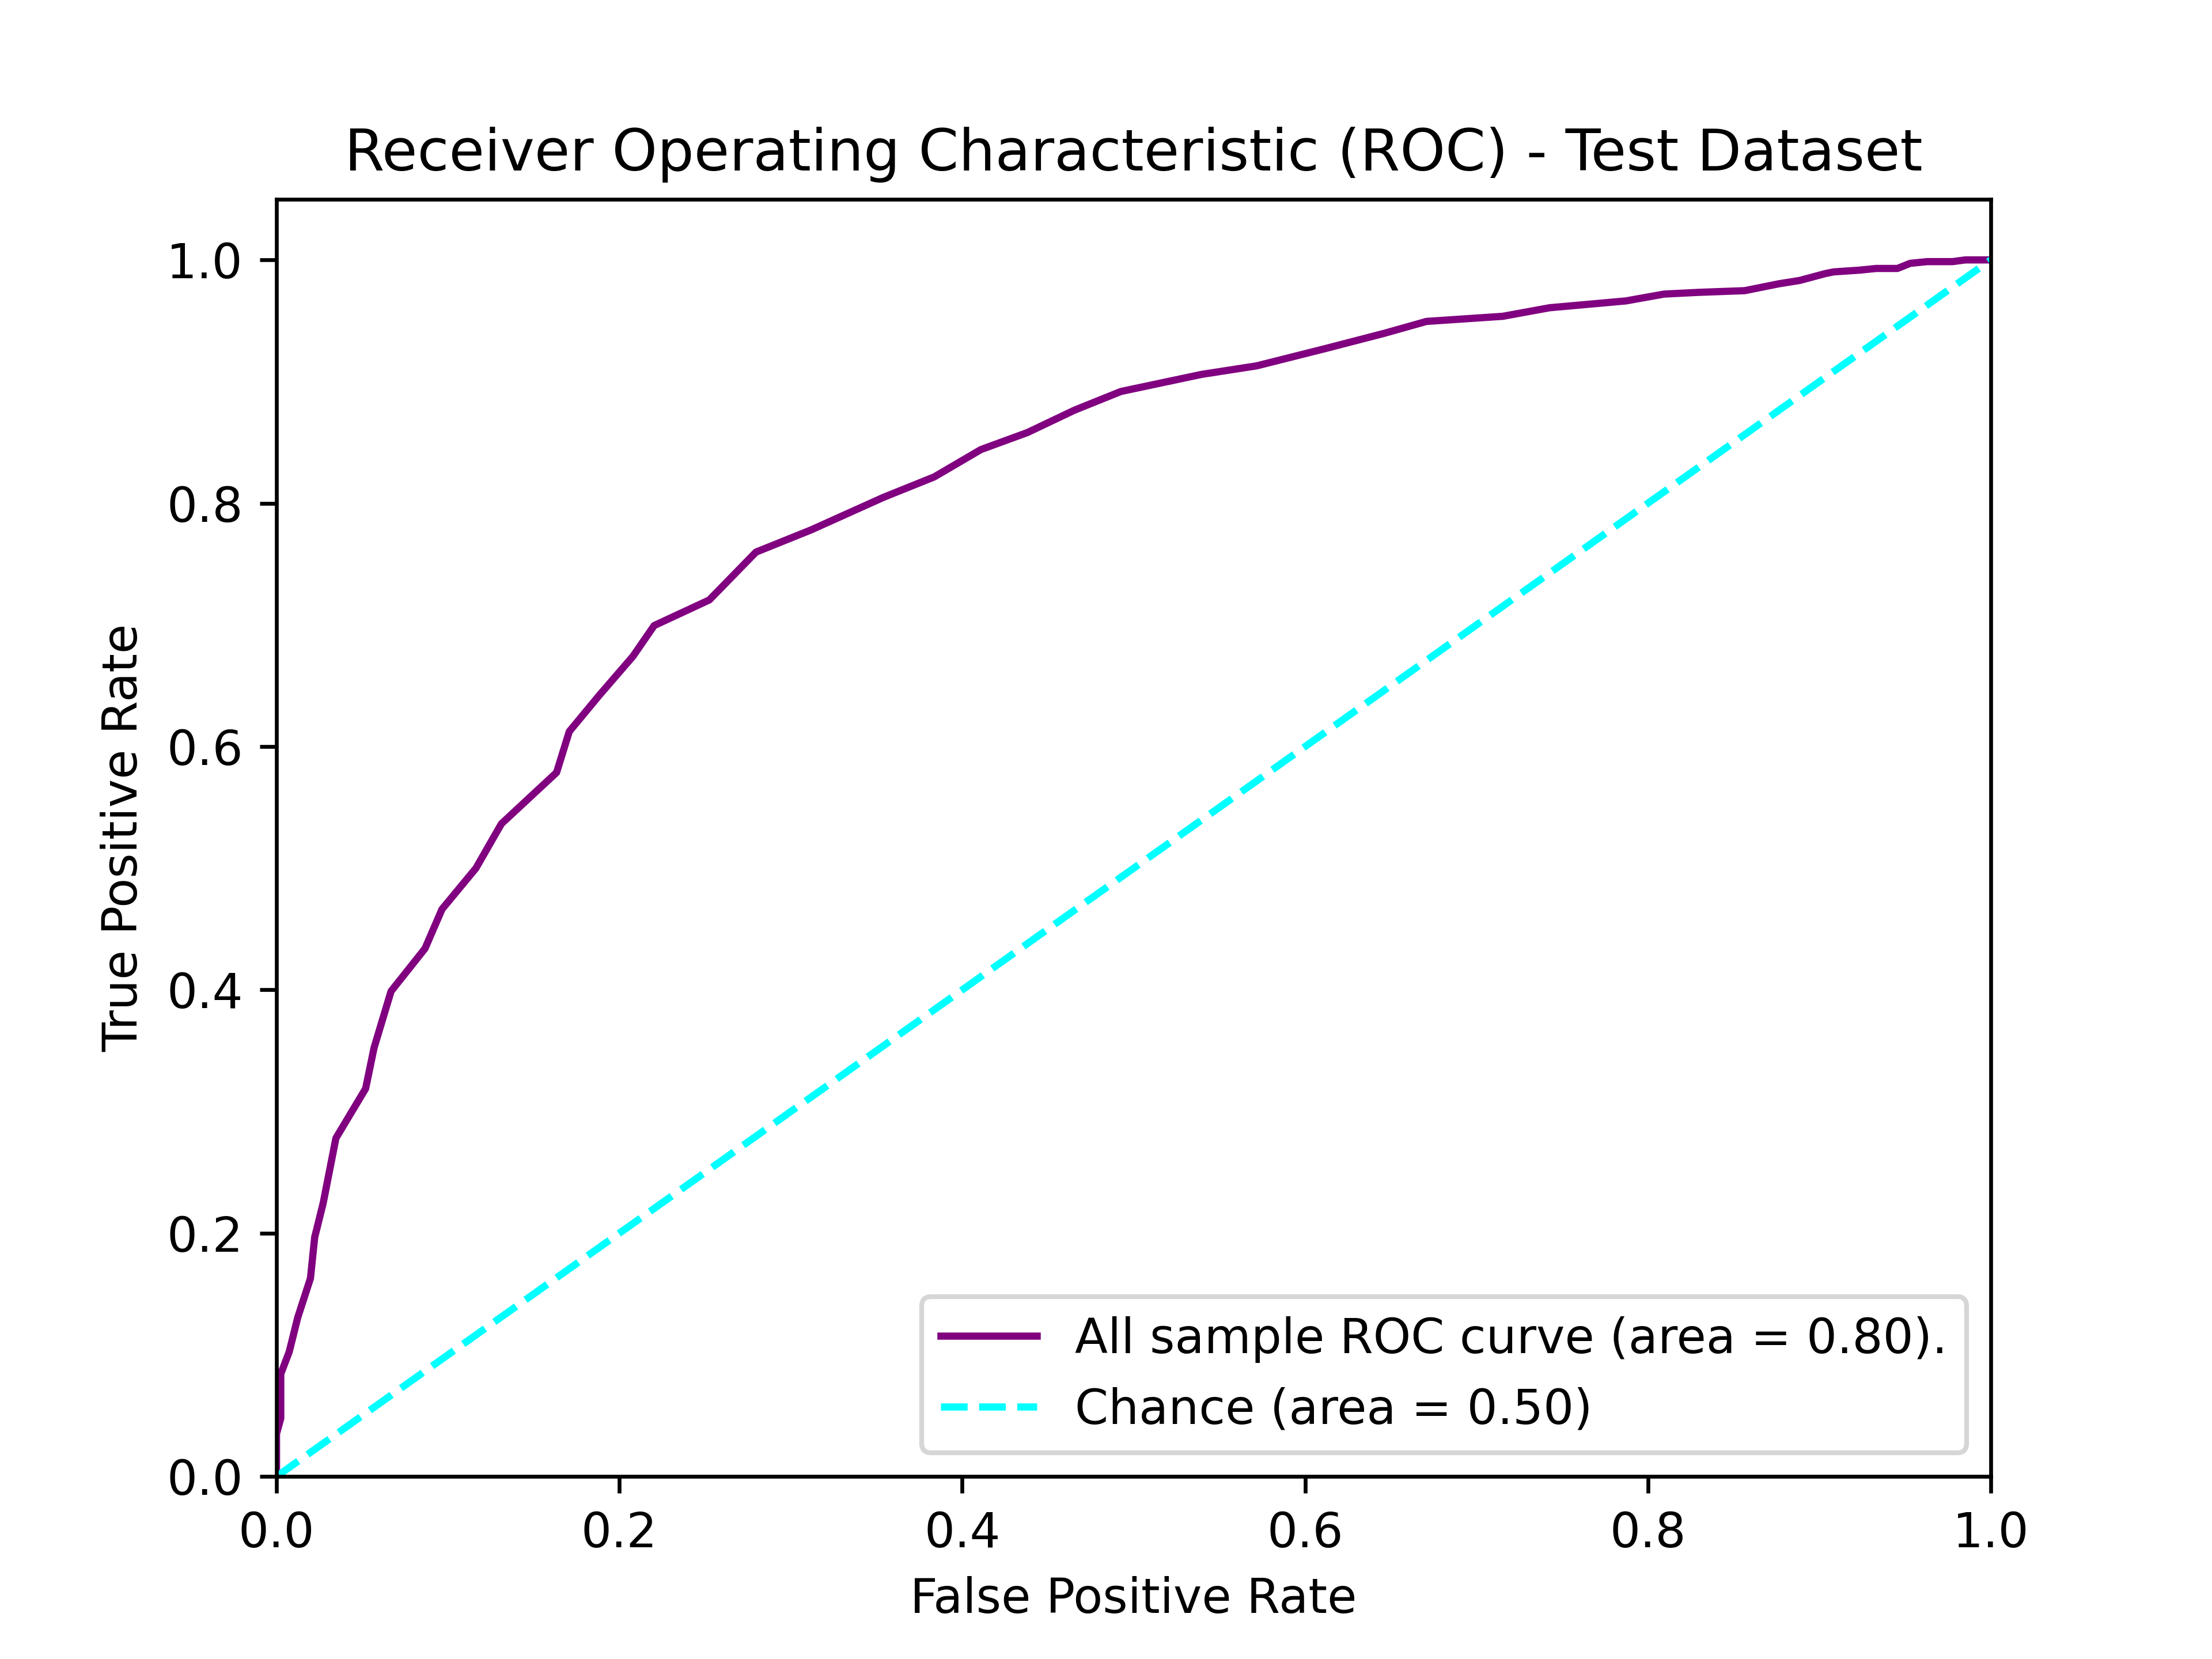 Receiver Operating Characteristic (ROC) - Test Dataset
True Positive Rate
1.0
0.8
0.6
0.4
0.2
0.0
All sample ROC curve (area = 0.80).
Chance (area = 0.50)
0.0 0.2 0.4 0.6 0.8 1.0
False Positive Rate